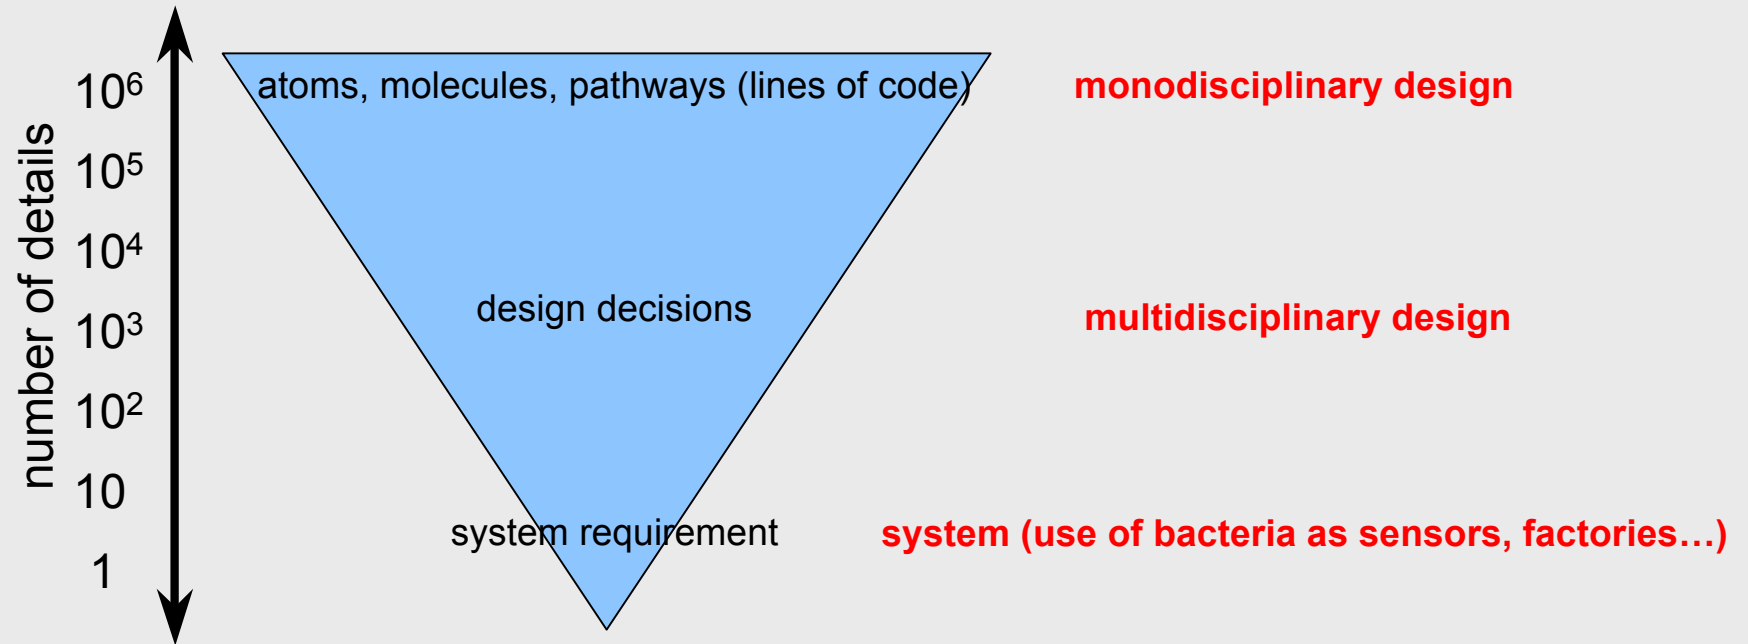 number of details
10⁶
atoms, molecules, pathways (lines of code)
monodisciplinary design
10⁵
10⁴
design decisions
10³
multidisciplinary design
10²
10
system requirement
system (use of bacteria as sensors, factories…)
1